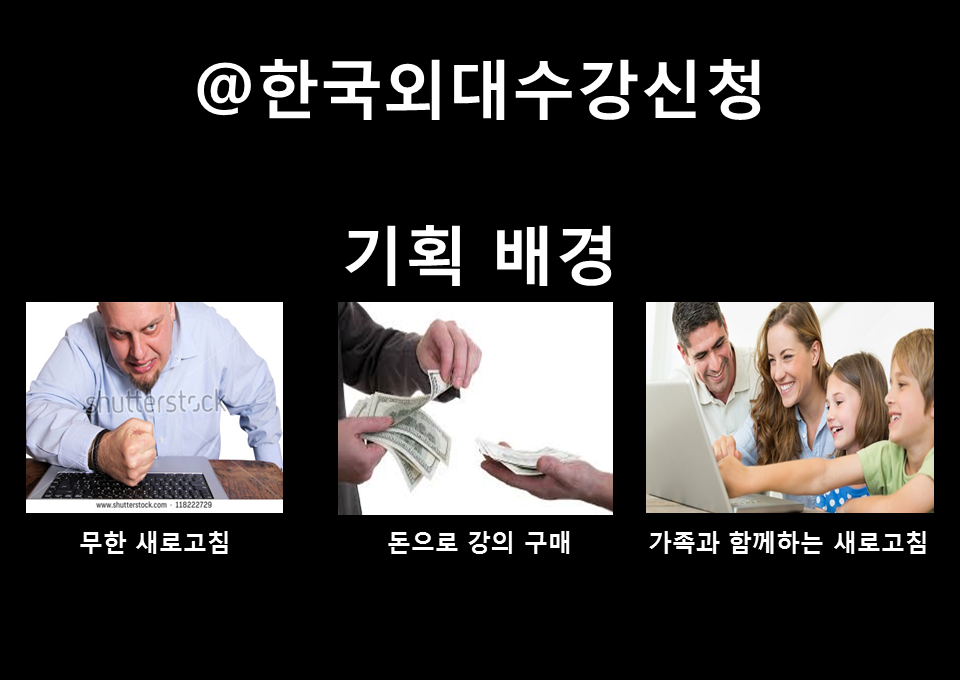 @한국외대수강신청
기획 배경
shutterstock
www.shutterstock.com · 118222729
무한 새로고침
돈으로 강의 구매
가족과 함께하는 새로고침